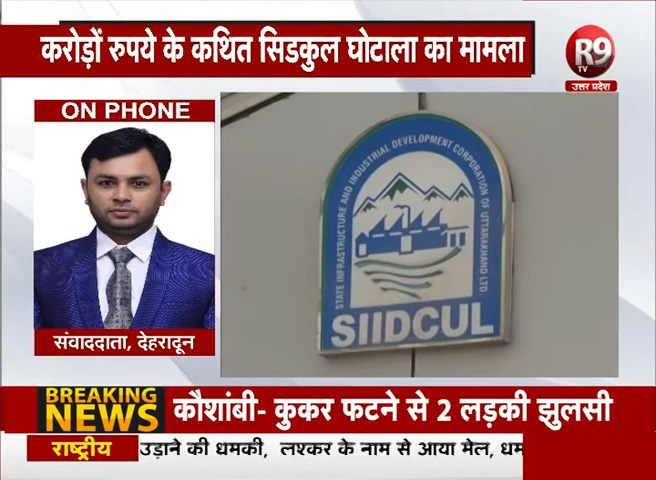 करोड़ों रुपये के कथित सिडकुल घोटाला का मामला
R9
TV
उत्तर प्रदेश
ON PHONE
STATE INFRASTRUCTURE AND INDUSTRIAL DEVELOPMENT CORPORATION OF UTTARAKHAND LTD.
SIIDCUL
संवाददाता, देहरादून
BREAKING
NEWS
कौशांबी- कुकर फटने से 2 लड़की झुलसी
राष्ट्रीय
उड़ाने की धमकी, लश्कर के नाम से आया मेल,